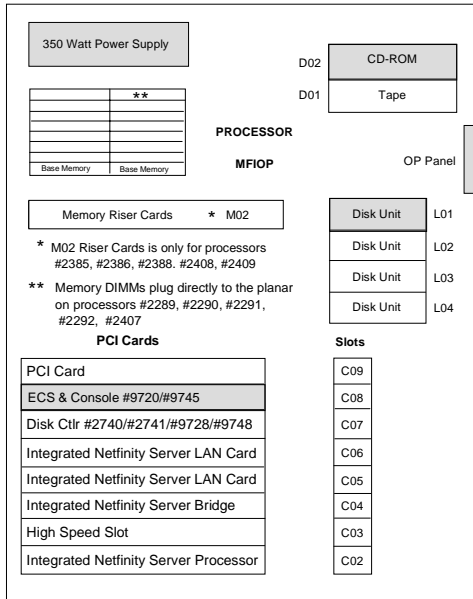 350 Watt Power Supply
D02 CD-ROM
D01 Tape
**
PROCESSOR
MFIOP
OP Panel
Base Memory Base Memory
Memory Riser Cards * M02
Disk Unit L01
Disk Unit L02
Disk Unit L03
Disk Unit L04
* M02 Riser Cards is only for processors
#2385, #2386, #2388. #2408, #2409
** Memory DIMMs plug directly to the planar
on processors #2289, #2290, #2291,
#2292, #2407
PCI Cards Slots
PCI Card C09
ECS & Console #9720/#9745 C08
Disk Ctlr #2740/#2741/#9728/#9748 C07
Integrated Netfinity Server LAN Card C06
Integrated Netfinity Server LAN Card C05
Integrated Netfinity Server Bridge C04
High Speed Slot C03
Integrated Netfinity Server Processor C02